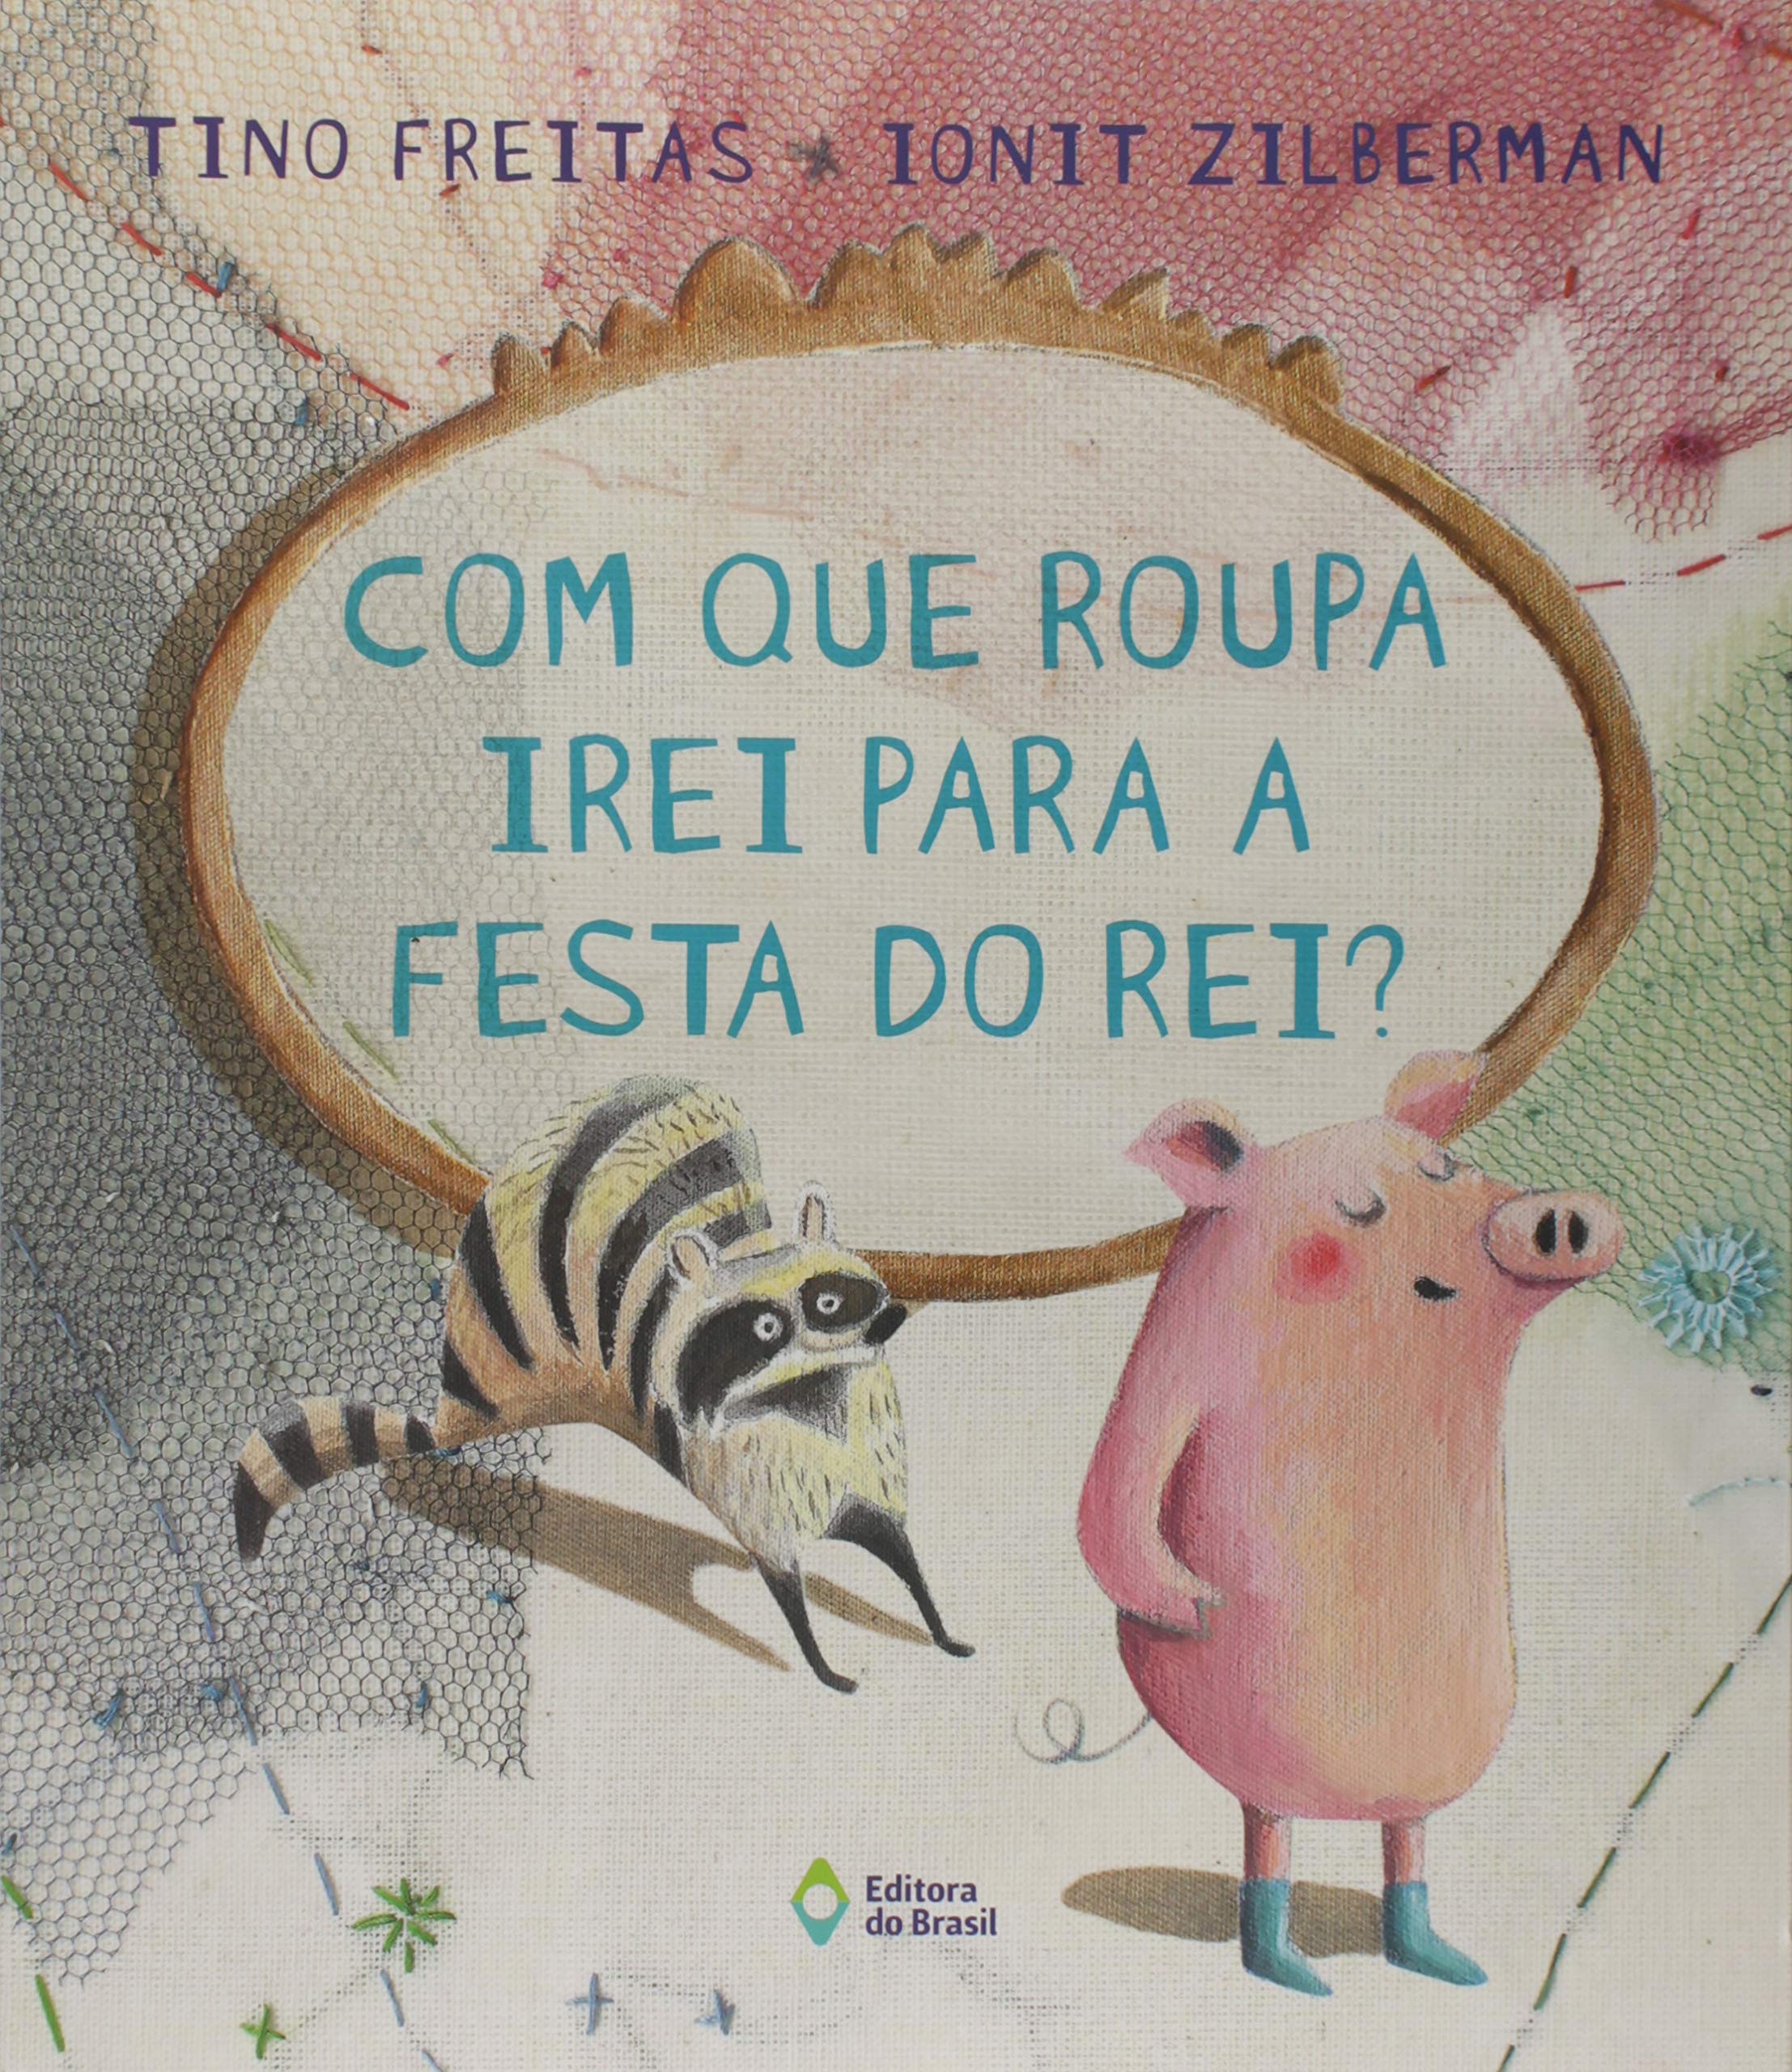 TINO FREITAS * IONIT ZILBERMAN
COM QUE ROUPA
IREI PARA A
FESTA DO REI?
Editora
do Brasil